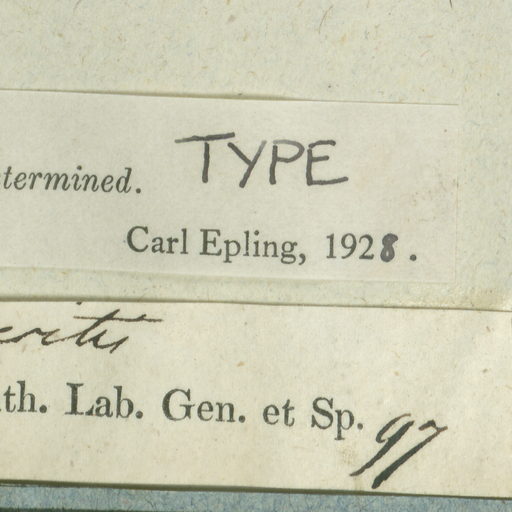 TYPE
termined.
Carl Epling, 1928.
th. Lab. Gen. et Sp. 97